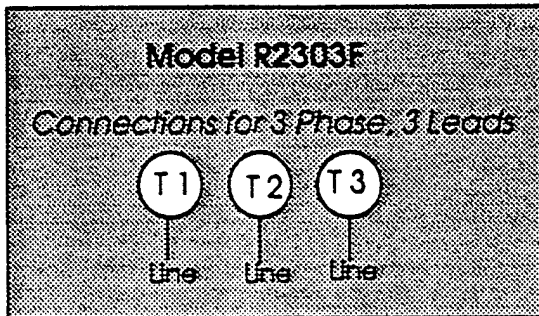 Model R2303F
Connections for 3 Phase, 3 Leads
T1 T2 T3
Line Line Line